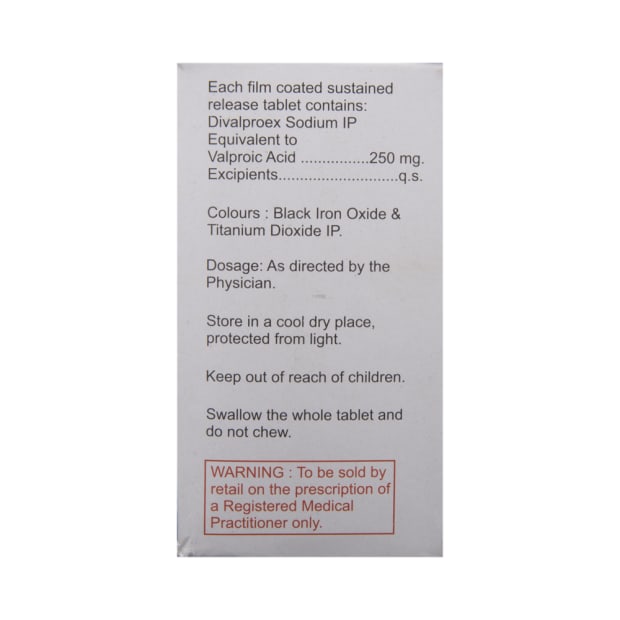 Each film coated sustained
release tablet contains:
Divalproex Sodium IP
Equivalent to
Valproic Acid ................250 mg.
Excipients............................q.s.
Colours : Black Iron Oxide &
Titanium Dioxide IP.
Dosage: As directed by the
Physician.
Store in a cool dry place,
protected from light.
Keep out of reach of children.
Swallow the whole tablet and
do not chew.
WARNING : To be sold by
retail on the prescription of
a Registered Medical
Practitioner only.